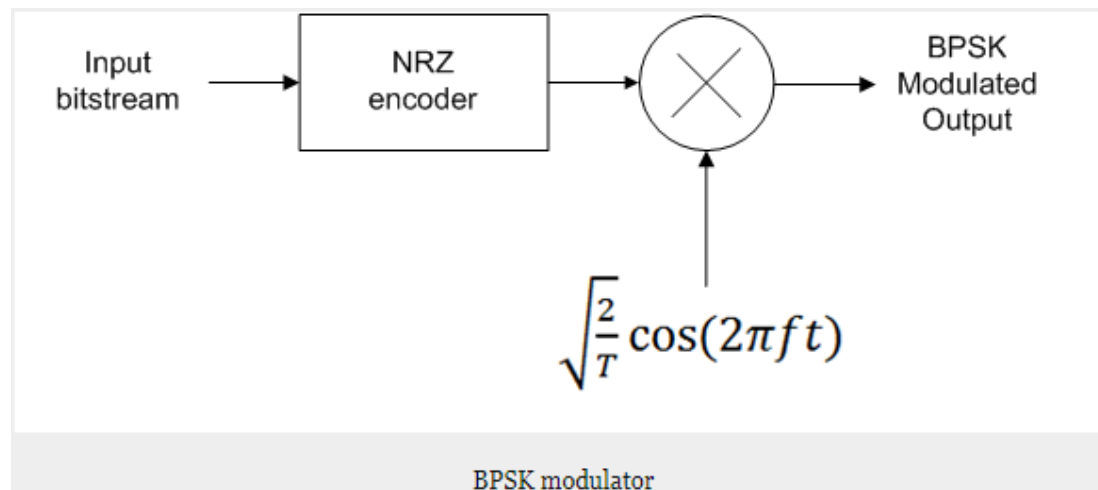 Input
bitstream
NRZ
encoder
BPSK
Modulated
Output
√(2/T) cos(2πft)
BPSK modulator